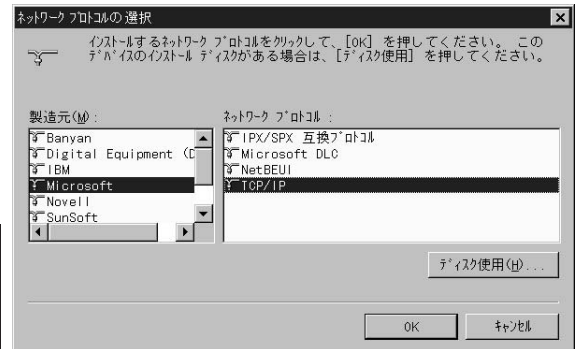 ネットワーク プロトコルの選択
インストールするネットワーク プロトコルをクリックして、[OK] を押してください。 この
デバイスのインストール ディスクがある場合は、[ディスク使用] を押してください。
製造元(M):
Banyan
Digital Equipment (D
IBM
Microsoft
Novell
SunSoft
ネットワーク プロトコル :
IPX/SPX 互換プロトコル
Microsoft DLC
NetBEUI
TCP/IP
ディスク使用(H)...
OK
キャンセル